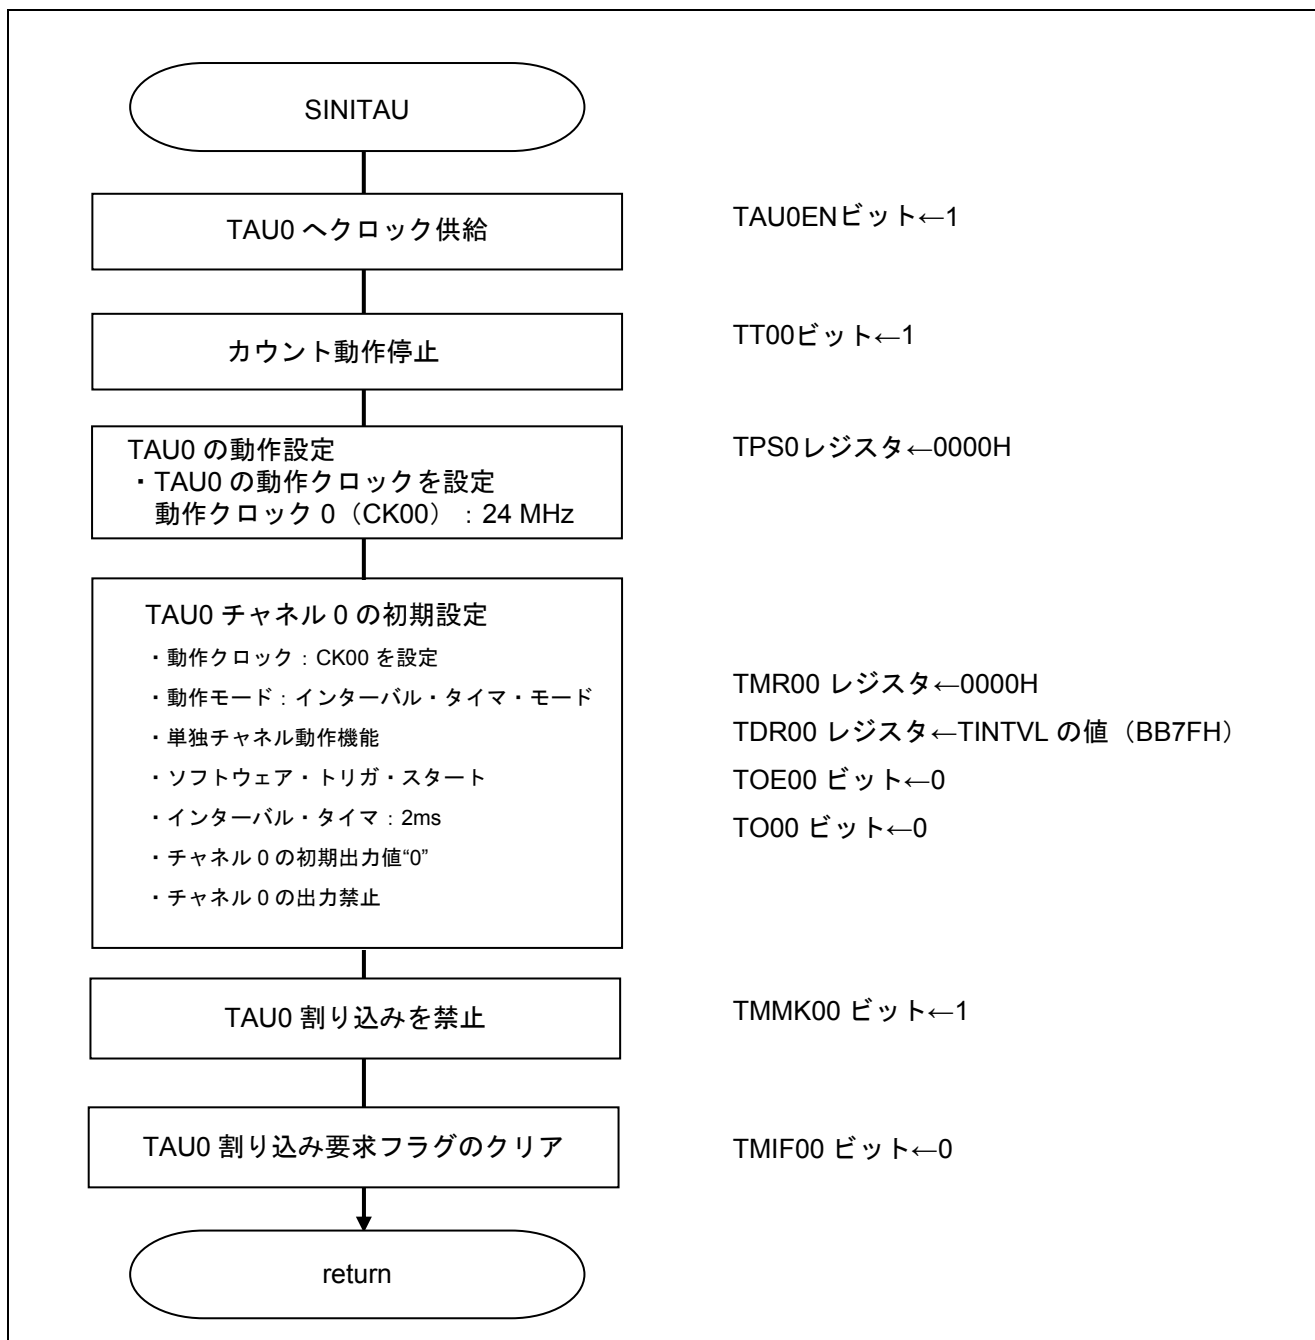 SINITAU
TAU0 へクロック供給
TAU0ENビット←1
カウント動作停止
TT00ビット←1
TAU0 の動作設定
・TAU0 の動作クロックを設定
動作クロック 0（CK00）：24 MHz
TPS0レジスタ←0000H
TAU0 チャネル 0 の初期設定
・動作クロック：CK00 を設定
・動作モード：インターバル・タイマ・モード
・単独チャネル動作機能
・ソフトウェア・トリガ・スタート
・インターバル・タイマ：2ms
・チャネル 0 の初期出力値“0”
・チャネル 0 の出力禁止
TMR00 レジスタ←0000H
TDR00 レジスタ←TINTVL の値（BB7FH）
TOE00 ビット←0
TO00 ビット←0
TAU0 割り込みを禁止
TMMK00 ビット←1
TAU0 割り込み要求フラグのクリア
TMIF00 ビット←0
return